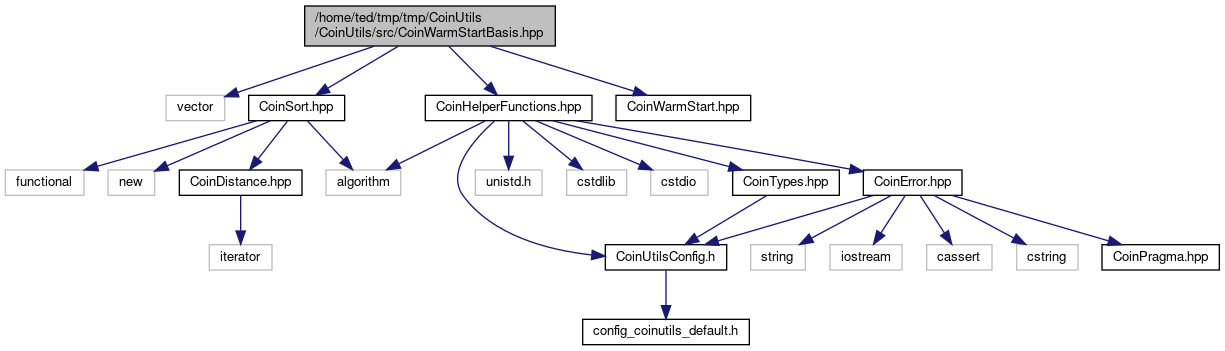 /home/ted/tmp/tmp/CoinUtils
/CoinUtils/src/CoinWarmStartBasis.hpp
vector
CoinSort.hpp
CoinHelperFunctions.hpp
CoinWarmStart.hpp
functional
new
CoinDistance.hpp
algorithm
unistd.h
cstdlib
cstdio
CoinTypes.hpp
CoinError.hpp
iterator
CoinUtilsConfig.h
string
iostream
cassert
cstring
CoinPragma.hpp
config_coinutils_default.h